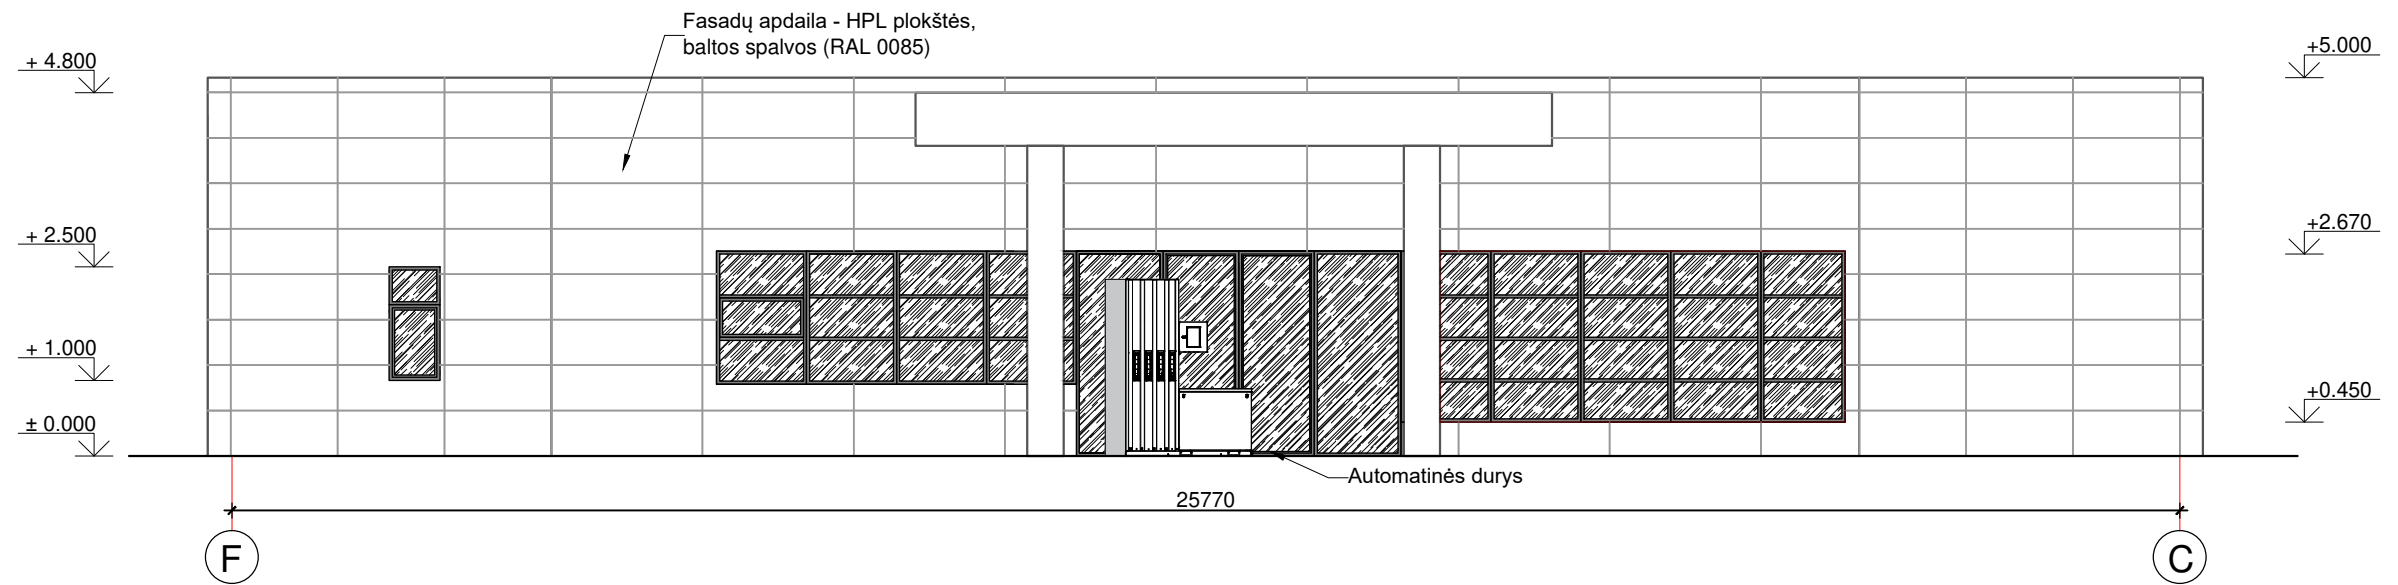 Fasadų apdaila - HPL plokštės,
baltos spalvos (RAL 0085)
+ 4.800
+5.000
+ 2.500
+2.670
+ 1.000
+0.450
± 0.000
Automatinės durys
25770
F
C